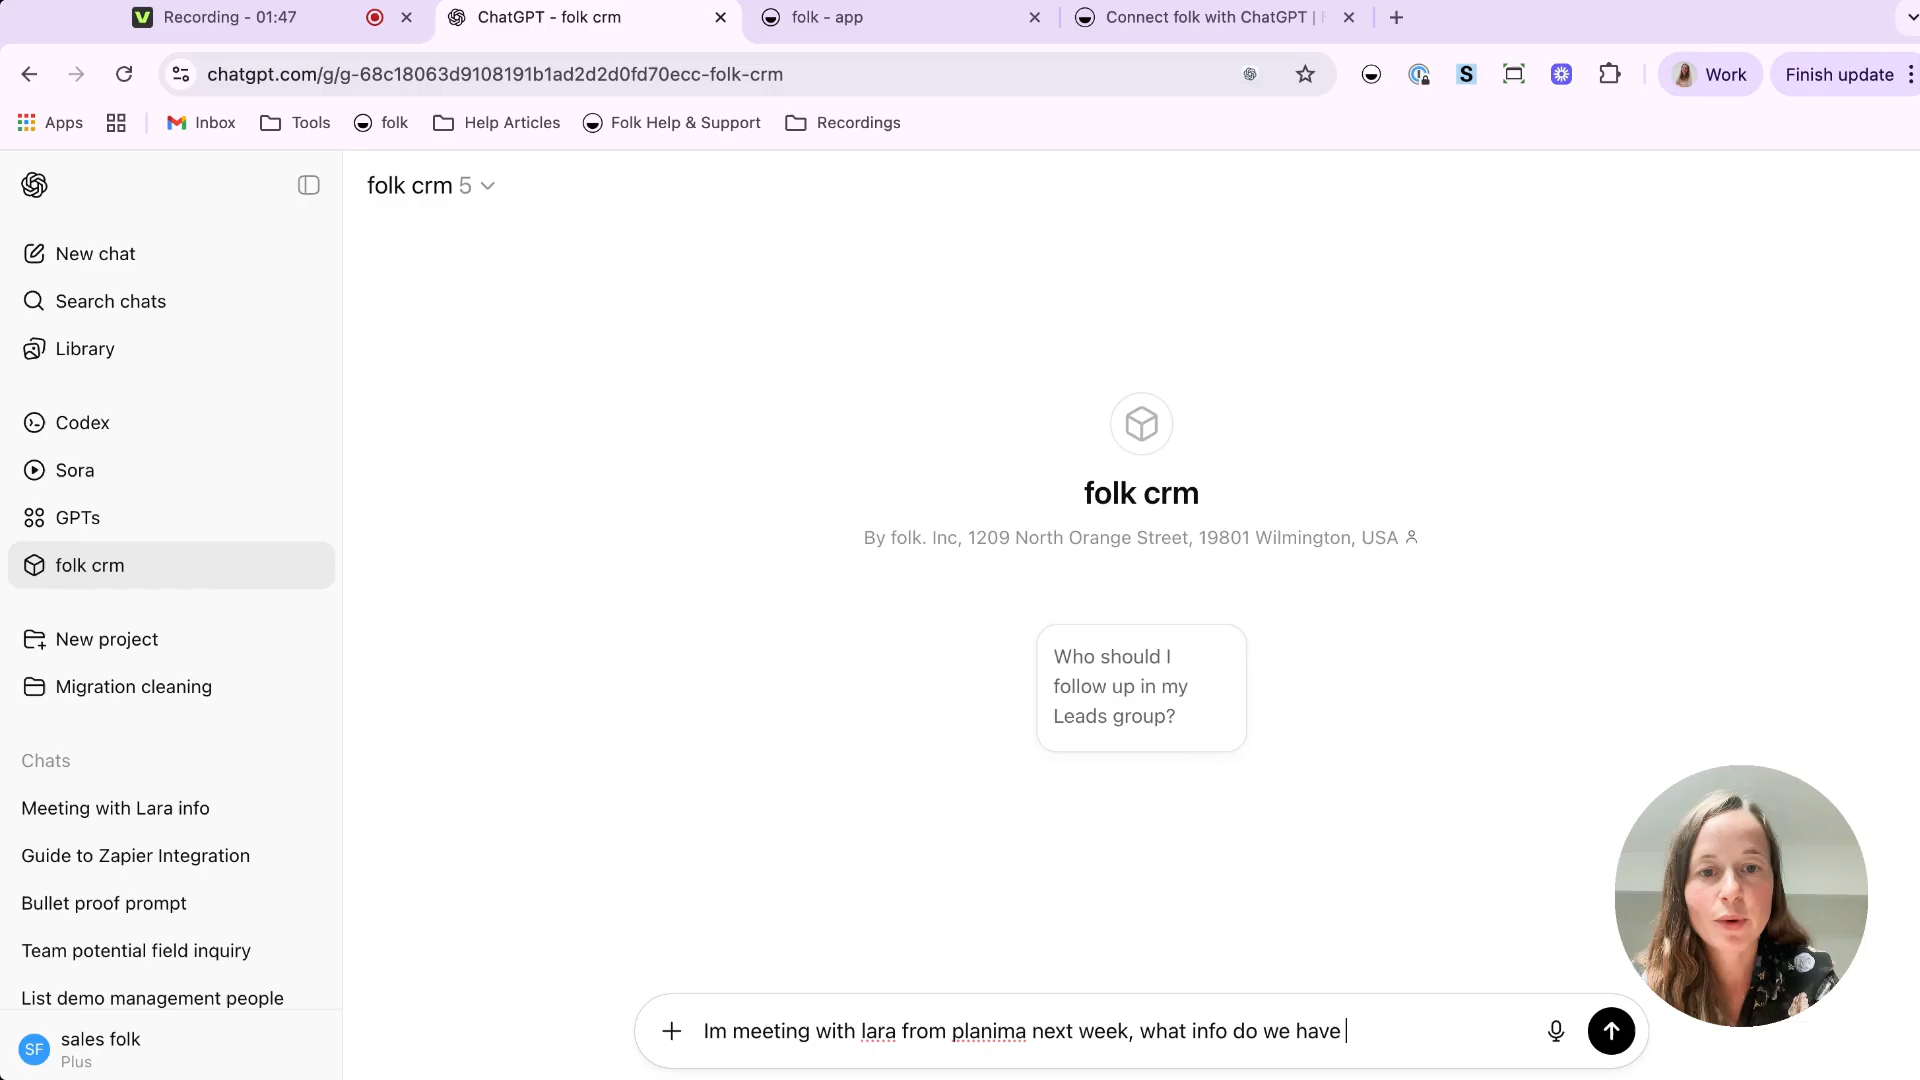 Recording - 01:47
ChatGPT - folk crm
folk - app
Connect folk with ChatGPT |
chatgpt.com/g/g-68c18063d9108191b1ad2d2d0fd70ecc-folk-crm
S
Work
Finish update
Apps
Inbox
Tools
folk
Help Articles
Folk Help & Support
Recordings
folk crm 5
New chat
Search chats
Library
Codex
Sora
GPTs
folk crm
New project
Migration cleaning
Chats
Meeting with Lara info
Guide to Zapier Integration
Bullet proof prompt
Team potential field inquiry
List demo management people
SF
sales folk
Plus
folk crm
By folk. Inc, 1209 North Orange Street, 19801 Wilmington, USA
Who should I
follow up in my
Leads group?
Im meeting with lara from planima next week, what info do we have